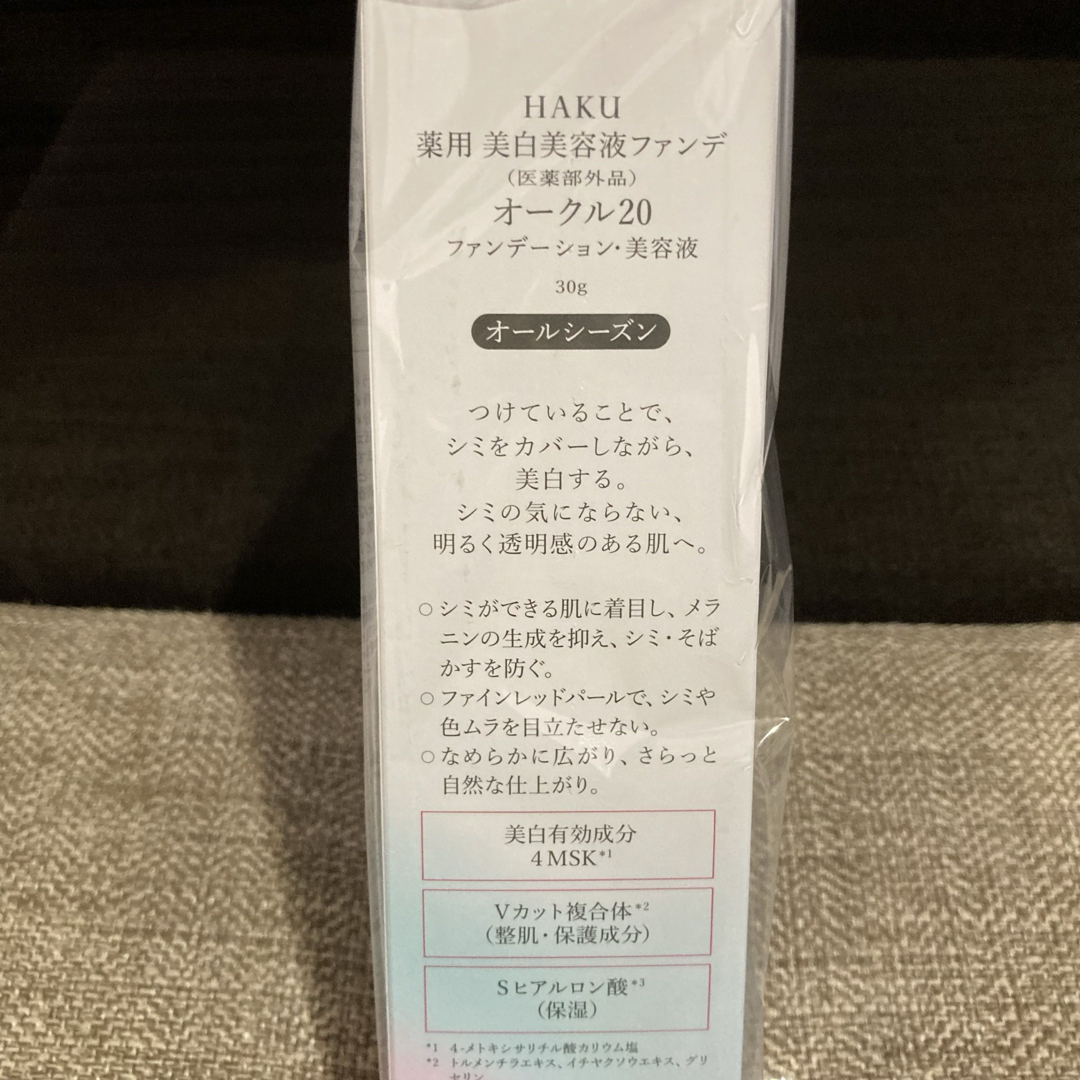 HAKU
薬用 美白美容液ファンデ
（医薬部外品）
オークル20
ファンデーション・美容液
30g
オールシーズン
つけていることで、
シミをカバーしながら、
美白する。
シミの気にならない、
明るく透明感のある肌へ。
○シミができる肌に着目し、メラ
ニンの生成を抑え、シミ・そば
かすを防ぐ。
○ファインレッドパールで、シミや
色ムラを目立たせない。
○なめらかに広がり、さらっと
自然な仕上がり。
美白有効成分
4MSK*1
Vカット複合体*2
（整肌・保護成分）
Sヒアルロン酸*3
（保湿）
*1 4-メトキシサリチル酸カリウム塩
*2 トルメンチラエキス、イチヤクソウエキス、グリ
セリン